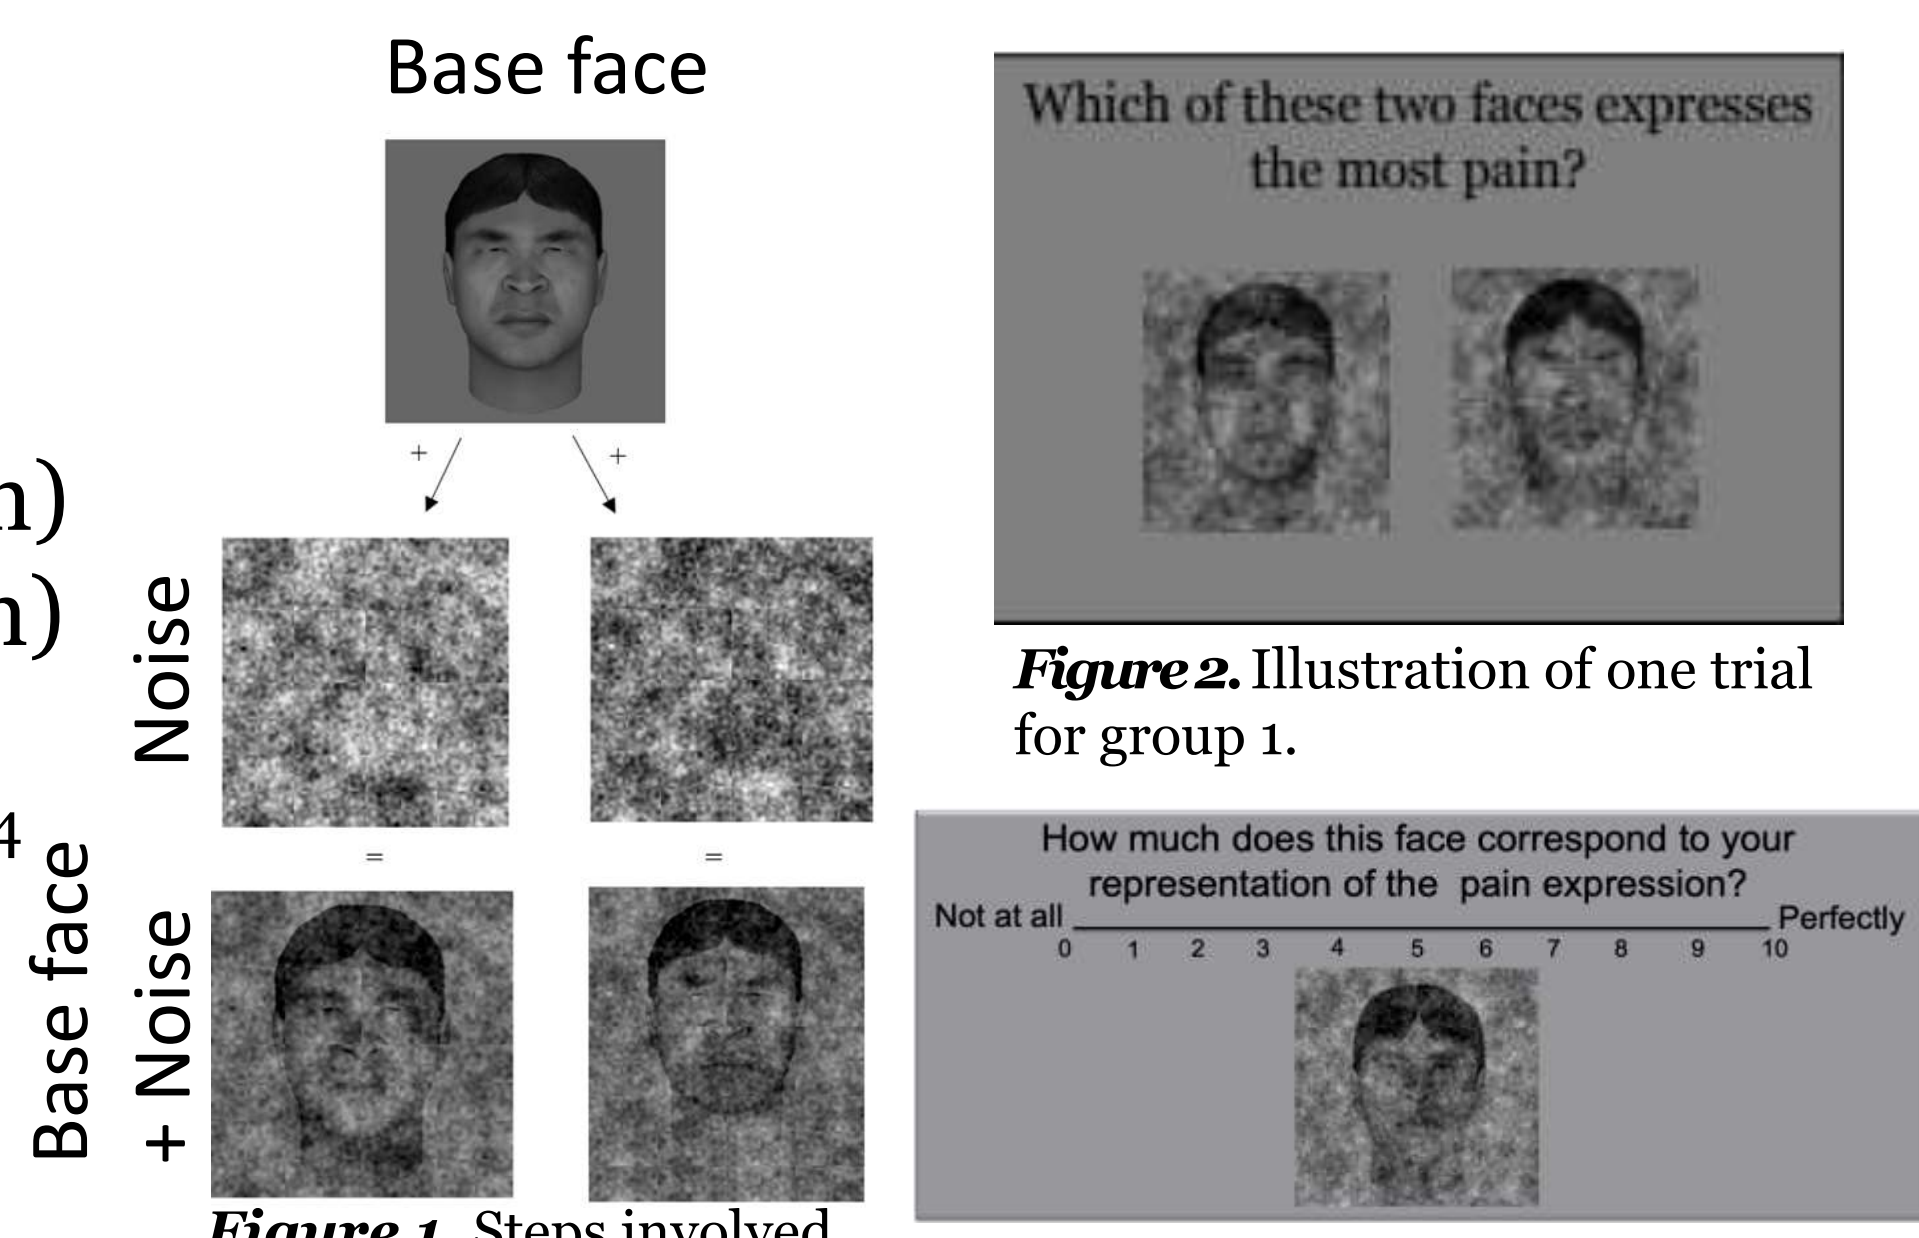 Base face
+ +
n)
n)
Noise
= =
4
Base face
+ Noise
Figure 1. Steps involved
Which of these two faces expresses
the most pain?
Figure 2. Illustration of one trial
for group 1.
How much does this face correspond to your
representation of the pain expression?
Not at all Perfectly
0 1 2 3 4 5 6 7 8 9 10